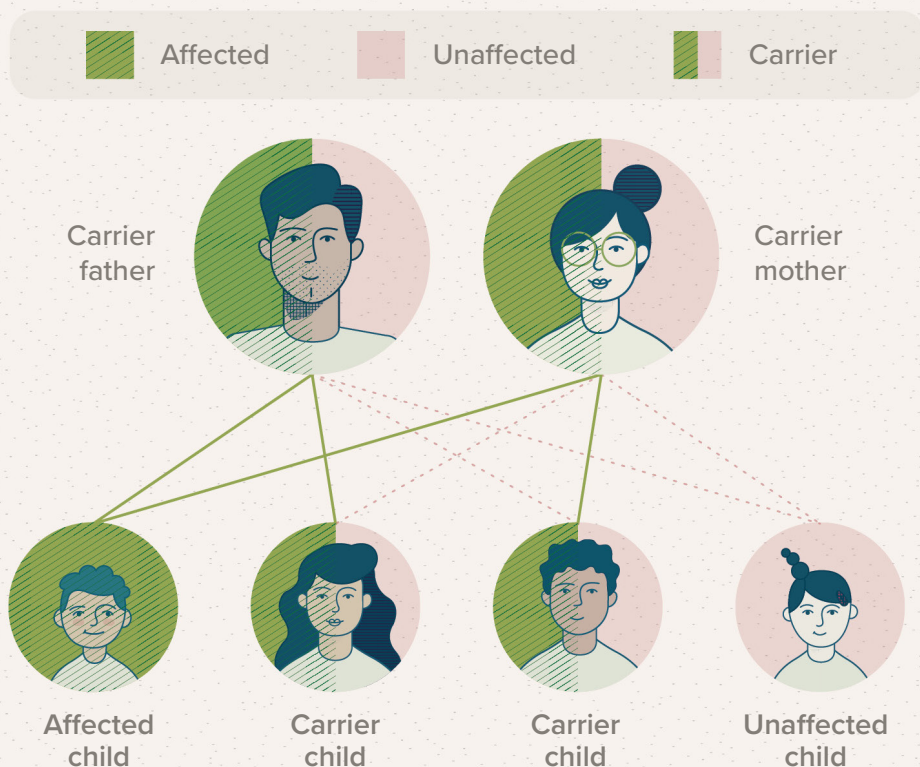 Affected
Unaffected
Carrier
Carrier
father
Carrier
mother
Affected
child
Carrier
child
Carrier
child
Unaffected
child